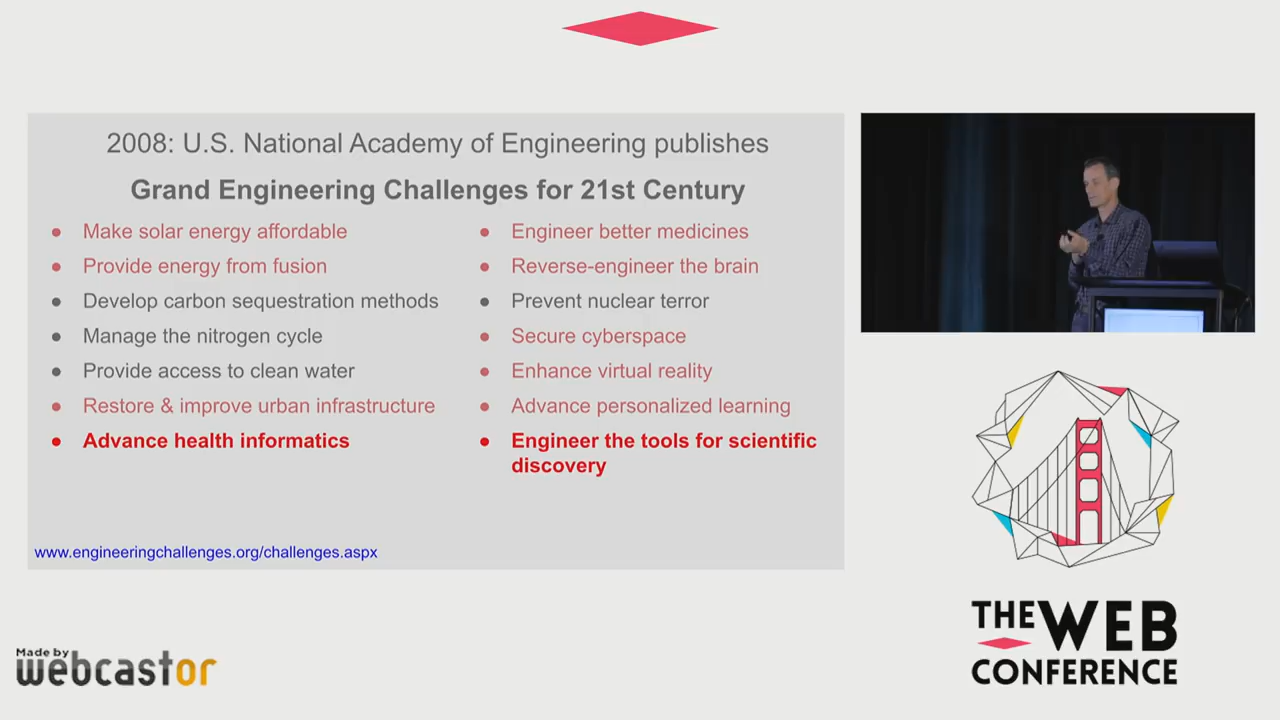 2008: U.S. National Academy of Engineering publishes
Grand Engineering Challenges for 21st Century
● Make solar energy affordable
● Provide energy from fusion
● Develop carbon sequestration methods
● Manage the nitrogen cycle
● Provide access to clean water
● Restore & improve urban infrastructure
● Advance health informatics
● Engineer better medicines
● Reverse-engineer the brain
● Prevent nuclear terror
● Secure cyberspace
● Enhance virtual reality
● Advance personalized learning
● Engineer the tools for scientific
discovery
www.engineeringchallenges.org/challenges.aspx
THE WEB
CONFERENCE
Made by
webcastor